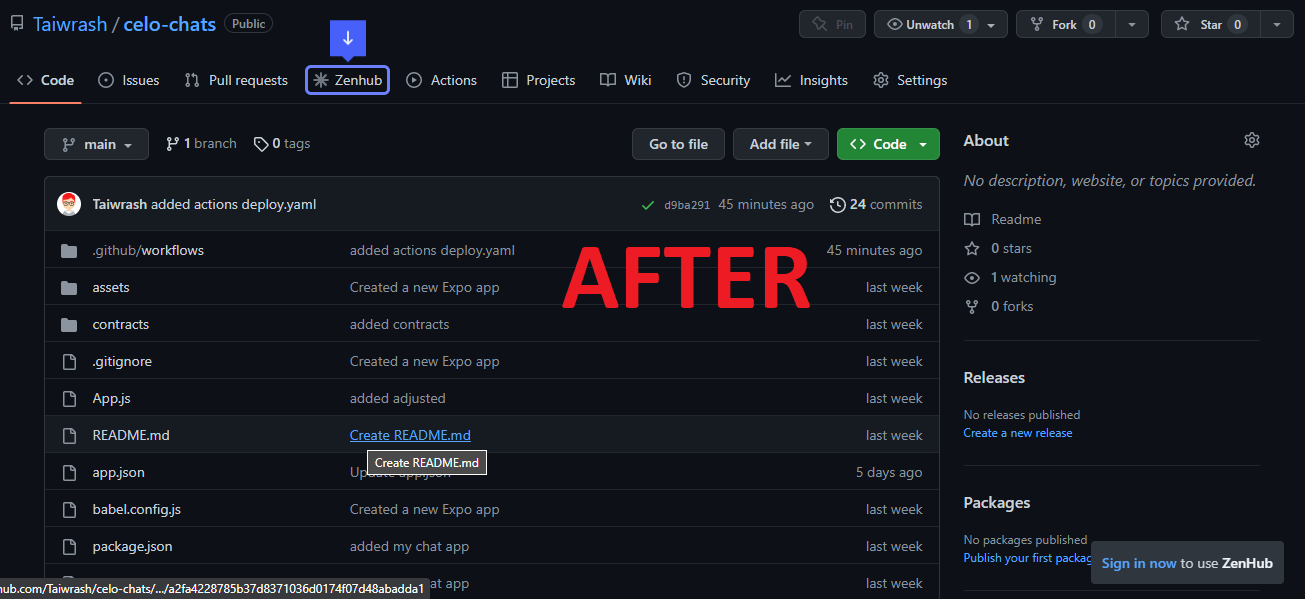 Taiwrash / celo-chats Public
Pin
Unwatch 1
Fork 0
Star 0
Code
Issues
Pull requests
Zenhub
Actions
Projects
Wiki
Security
Insights
Settings
main
1 branch
0 tags
Go to file
Add file
Code
Taiwrash added actions deploy.yaml
d9ba291 45 minutes ago
24 commits
.github/workflows added actions deploy.yaml 45 minutes ago
AFTER
assets Created a new Expo app last week
contracts added contracts last week
.gitignore Created a new Expo app last week
App.js added adjusted last week
README.md Create README.md last week
Create README.md
app.json Update app.json 5 days ago
babel.config.js Created a new Expo app last week
package.json added my chat app last week
chat app last week
hub.com/Taiwrash/celo-chats/.../a2fa4228785b37d8371036d0174f07d48abadda1
About
No description, website, or topics provided.
Readme
0 stars
1 watching
0 forks
Releases
No releases published
Create a new release
Packages
No packages published
Publish your first packag
Sign in now to use ZenHub